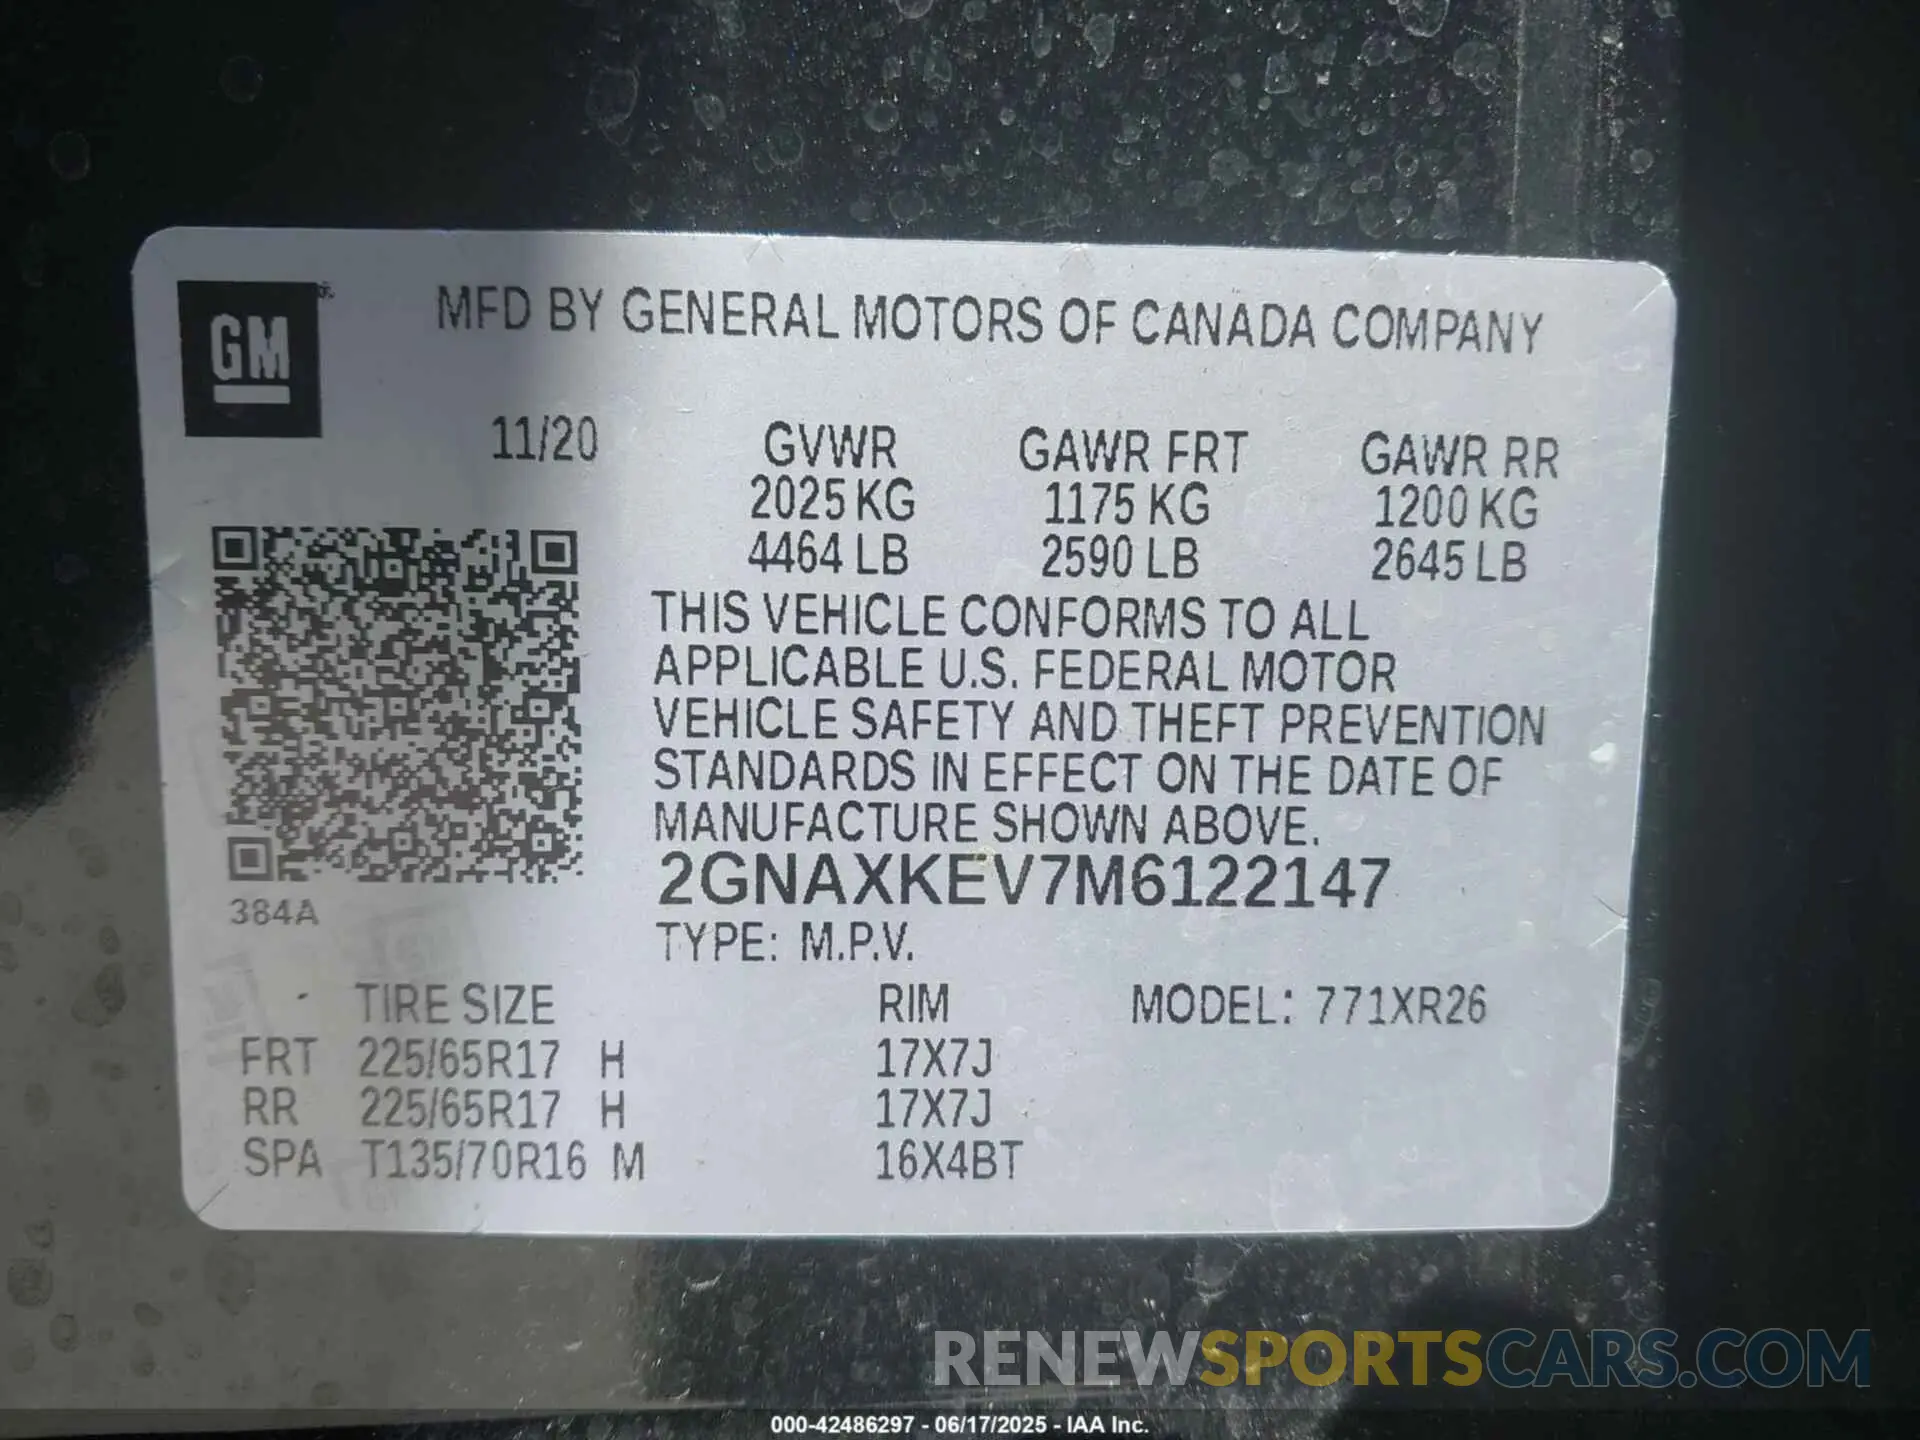 GM
MFD BY GENERAL MOTORS OF CANADA COMPANY
11/20 GVWR GAWR FRT GAWR RR
2025 KG 1175 KG 1200 KG
4464 LB 2590 LB 2645 LB
THIS VEHICLE CONFORMS TO ALL
APPLICABLE U.S. FEDERAL MOTOR
VEHICLE SAFETY AND THEFT PREVENTION
STANDARDS IN EFFECT ON THE DATE OF
MANUFACTURE SHOWN ABOVE.
2GNAXKEV7M6122147
384A
TYPE: M.P.V.
TIRE SIZE RIM MODEL: 771XR26
FRT 225/65R17 H 17X7J
RR 225/65R17 H 17X7J
SPA T135/70R16 M 16X4BT
RENEWSPORTSCARS.COM
000-42486297 - 06/17/2025 - IAA Inc.